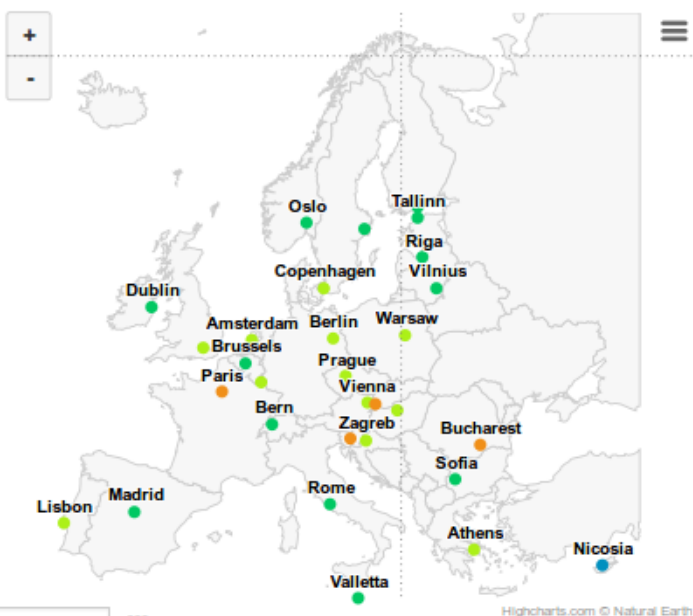 +
-
Oslo
Tallinn
Riga
Copenhagen
Vilnius
Dublin
Amsterdam
Berlin
Warsaw
Brussels
Prague
Paris
Vienna
Bern
Zagreb
Bucharest
Sofia
Rome
Madrid
Lisbon
Athens
Nicosia
Valletta
Highcharts.com © Natural Earth